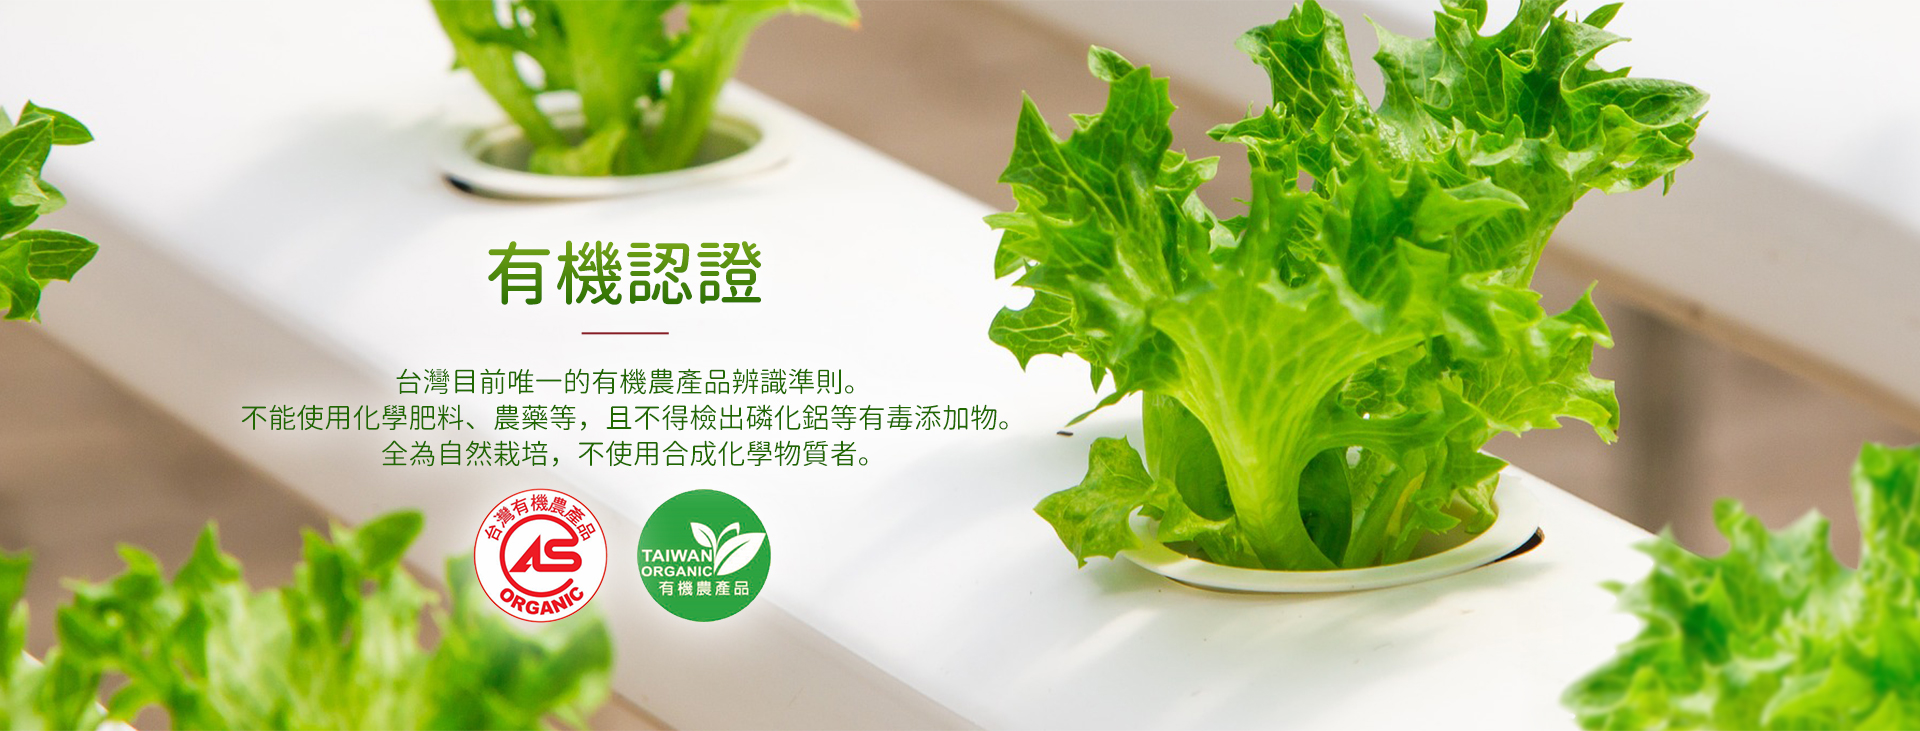 有機認證
台灣目前唯一的有機農產品辨識準則。
不能使用化學肥料、農藥等，且不得檢出磷化鋁等有毒添加物。
全為自然栽培，不使用合成化學物質者。
台灣有機農產品
AS
ORGANIC
TAIWAN
ORGANIC
有機農產品